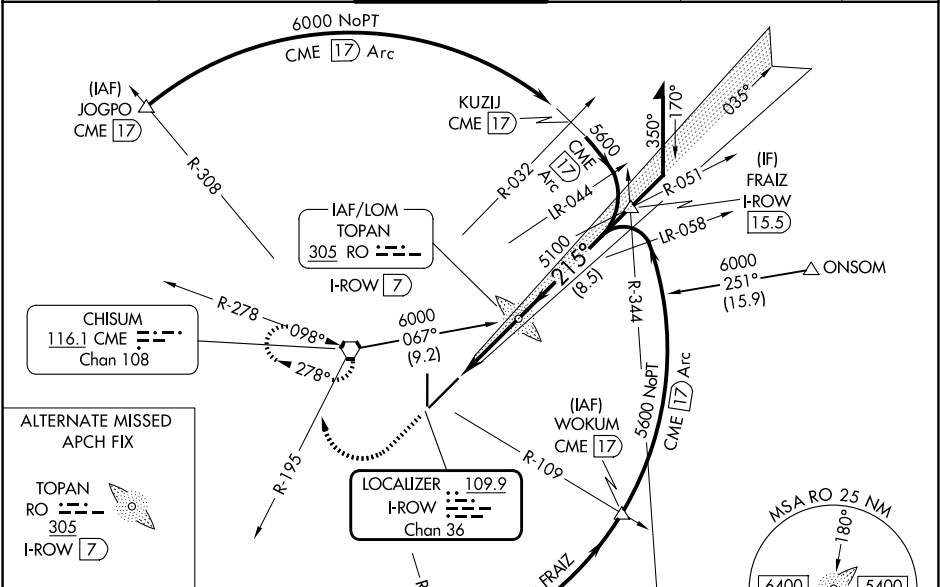 6000 NoPT
CME 17 Arc
(IAF)
JOGPO
CME 17
R-308
KUZIJ
CME 17
5600
CME
17
Arc
R-032
LR-044
350°
170°
035°
R-051
(IF)
FRAIZ
I-ROW
15.5
LR-058
IAF/LOM
TOPAN
305 RO
I-ROW 7
5100
215°
(8.5)
R-344
6000
251°
(15.9)
ONSOM
R-278
098°
278°
CHISUM
116.1 CME
Chan 108
6000
067°
(9.2)
5600 NoPT
CME 17 Arc
(IAF)
WOKUM
CME 17
R-109
R-195
ALTERNATE MISSED
APCH FIX
TOPAN
RO
305
I-ROW 7
LOCALIZER 109.9
I-ROW
Chan 36
FRAIZ
MSA RO 25 NM
180°
6400
5400